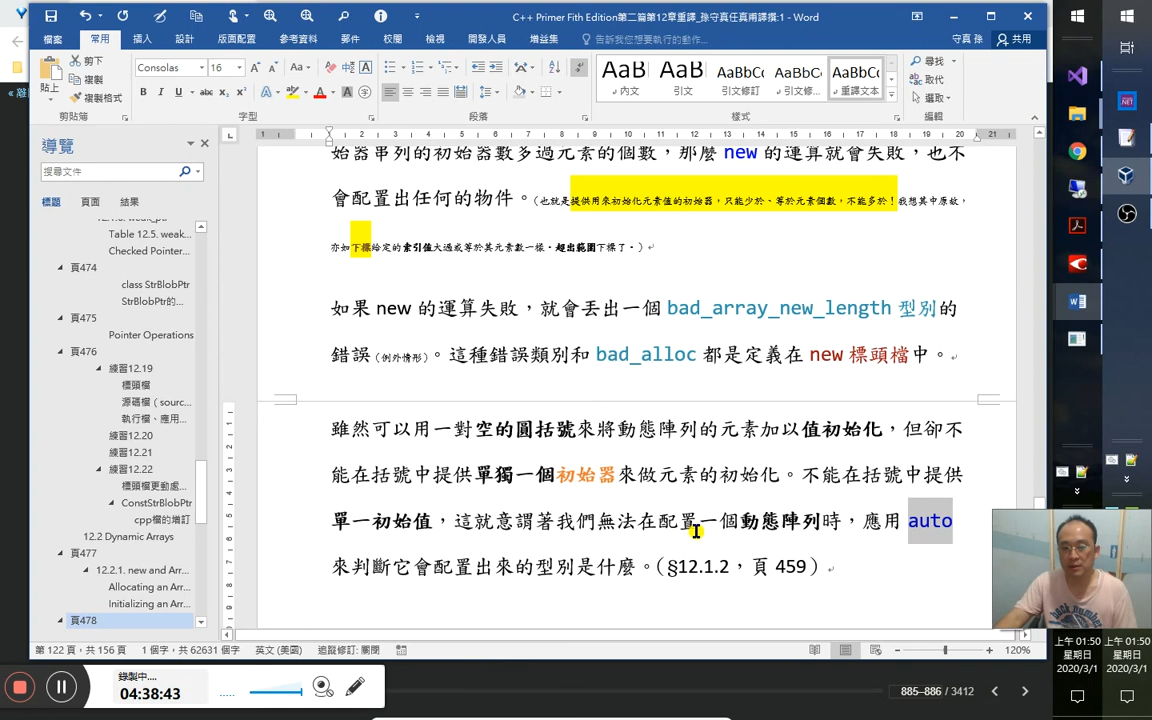 C++ Primer Fith Edition第二篇第12章重譯_孫守真任真甫譯撰:1 - Word
檔案 常用 插入 設計 版面配置 參考資料 郵件 校閱 檢視 開發人員 增益集 告訴我您想要執行的動作... 守真 孫 共用
貼上 剪下 複製 複製格式 剪貼簿
Consolas 16 字型
段落
AaBbC 內文 AaBbC 引文 AaBbCc 引文修訂 AaBbCc 引文修... AaBbCc 重譯文本 樣式
尋找 取代 選取 編輯
導覽
搜尋文件
標題 頁面 結果
Table 12.5. weak...
Checked Pointer...
頁474
class StrBlobPtr
StrBlobPtr的...
頁475
Pointer Operations
頁476
練習12.19
標頭檔
源碼檔（sourc...
執行檔、應用...
練習12.20
練習12.21
練習12.22
標頭檔更動處...
ConstStrBlobPtr
cpp檔的增訂
12.2 Dynamic Arrays
頁477
12.2.1. new and Arr...
Allocating an Arra...
Initializing an Arr...
頁478
始器串列的初始器數多過元素的個數，那麼 new 的運算就會失敗，也不
會配置出任何的物件。（也就是提供用來初始化元素值的初始器，只能少於、等於元素個數，不能多於！我想其中原故，
亦如下標給定的索引值大過或等於其元素數一樣，超出範圍下標了。）
如果 new 的運算失敗，就會丟出一個 bad_array_new_length 型別的
錯誤（例外情形）。這種錯誤類別和 bad_alloc 都是定義在 new 標頭檔中。
雖然可以用一對空的圓括號來將動態陣列的元素加以值初始化，但卻不
能在括號中提供單獨一個初始器來做元素的初始化。不能在括號中提供
單一初始值，這就意謂著我們無法在配置一個動態陣列時，應用 auto
來判斷它會配置出來的型別是什麼。（§12.1.2，頁 459）
第 122 頁，共 156 頁 1 個字，共 62631 個字 英文 (美國) 追蹤修訂: 關閉 120%
錄製中....
04:38:43
885–886 / 3412
上午 01:50
星期日
2020/3/1
上午 01:50
星期日
2020/3/1